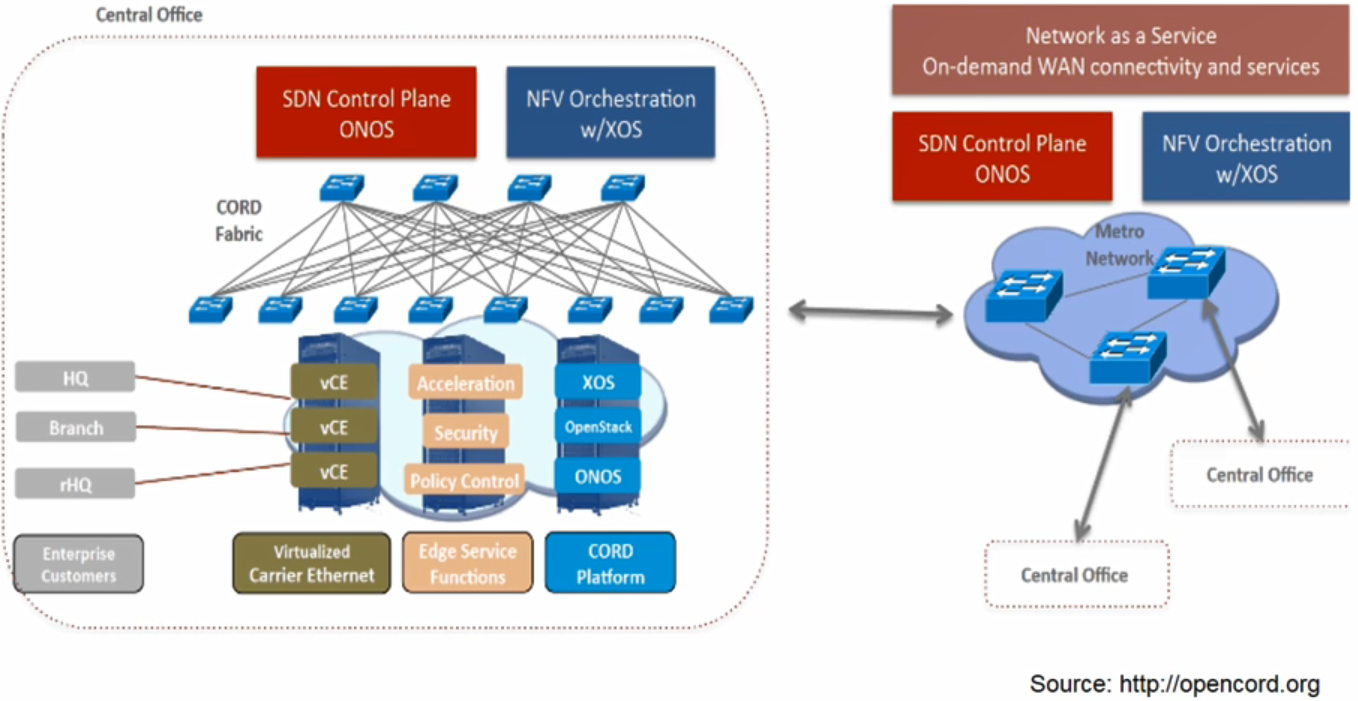 Central Office
SDN Control Plane
ONOS
NFV Orchestration
w/XOS
CORD
Fabric
HQ
Branch
rHQ
vCE
vCE
vCE
Acceleration
Security
Policy Control
XOS
OpenStack
ONOS
Enterprise
Customers
Virtualized
Carrier Ethernet
Edge Service
Functions
CORD
Platform
Network as a Service
On-demand WAN connectivity and services
SDN Control Plane
ONOS
NFV Orchestration
w/XOS
Metro
Network
Central Office
Central Office
Source: http://opencord.org